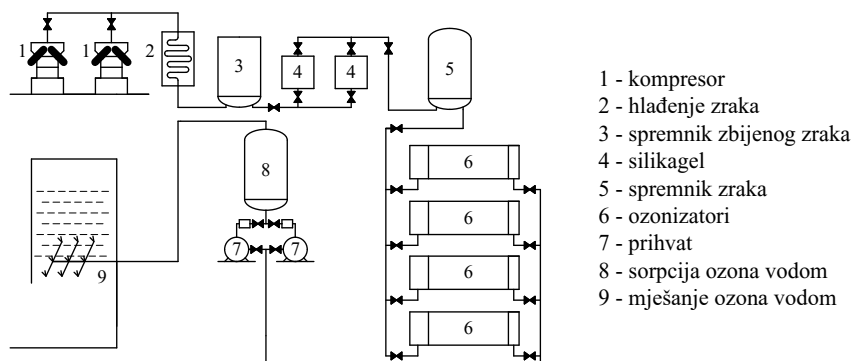 1
1
2
3
4
4
5
6
6
6
6
7
7
8
9
1 - kompresor
2 - hlađenje zraka
3 - spremnik zbijenog zraka
4 - silikagel
5 - spremnik zraka
6 - ozonizatori
7 - prihvat
8 - sorpcija ozona vodom
9 - mješanje ozona vodom